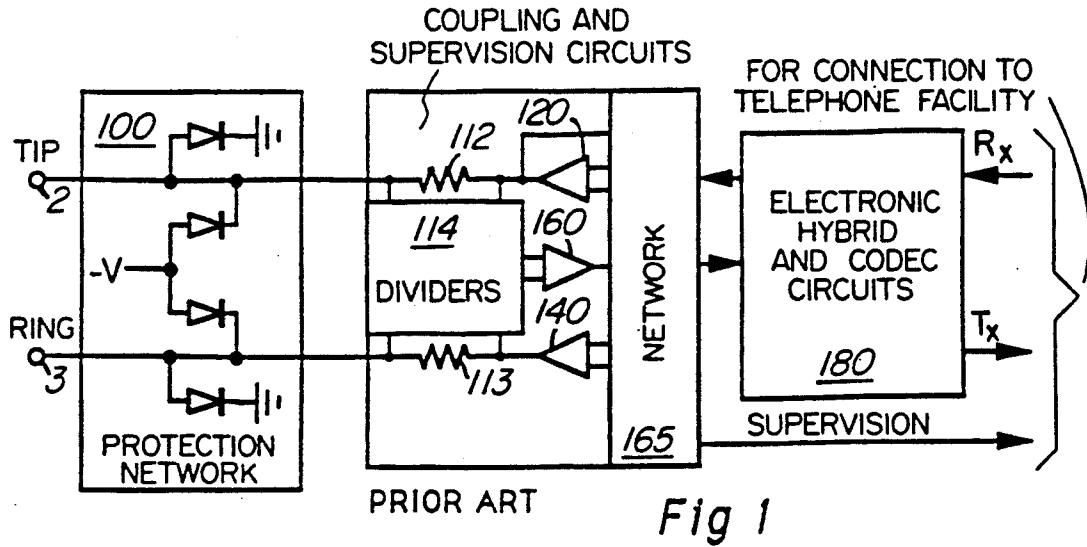 COUPLING AND
SUPERVISION CIRCUITS
FOR CONNECTION TO
TELEPHONE FACILITY
100
TIP
2
112
120
Rx
114
DIVIDERS
160
-V
NETWORK
ELECTRONIC
HYBRID
AND CODEC
CIRCUITS
RING
3
140
113
Tx
180
PROTECTION
NETWORK
165
SUPERVISION
PRIOR ART
Fig 1